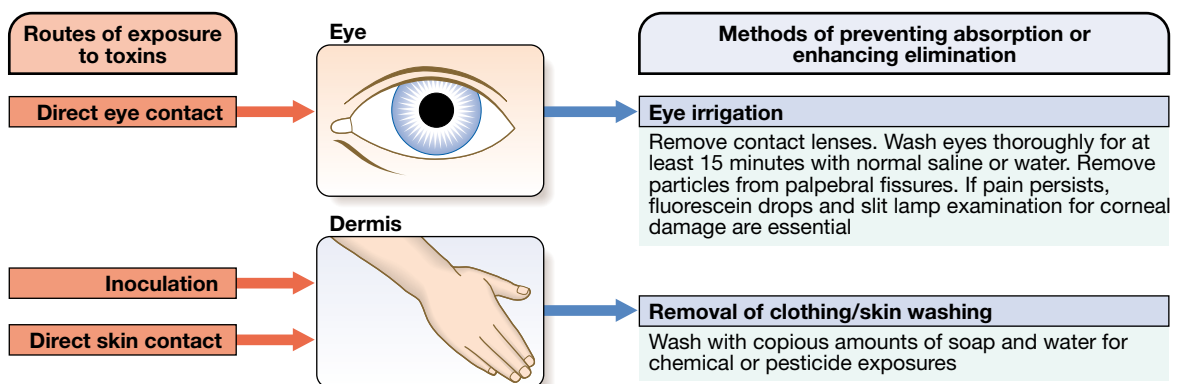 Routes of exposure
to toxins
Eye
Methods of preventing absorption or
enhancing elimination
Direct eye contact
Eye irrigation
Remove contact lenses. Wash eyes thoroughly for at
least 15 minutes with normal saline or water. Remove
particles from palpebral fissures. If pain persists,
fluorescein drops and slit lamp examination for corneal
damage are essential
Dermis
Inoculation
Direct skin contact
Removal of clothing/skin washing
Wash with copious amounts of soap and water for
chemical or pesticide exposures